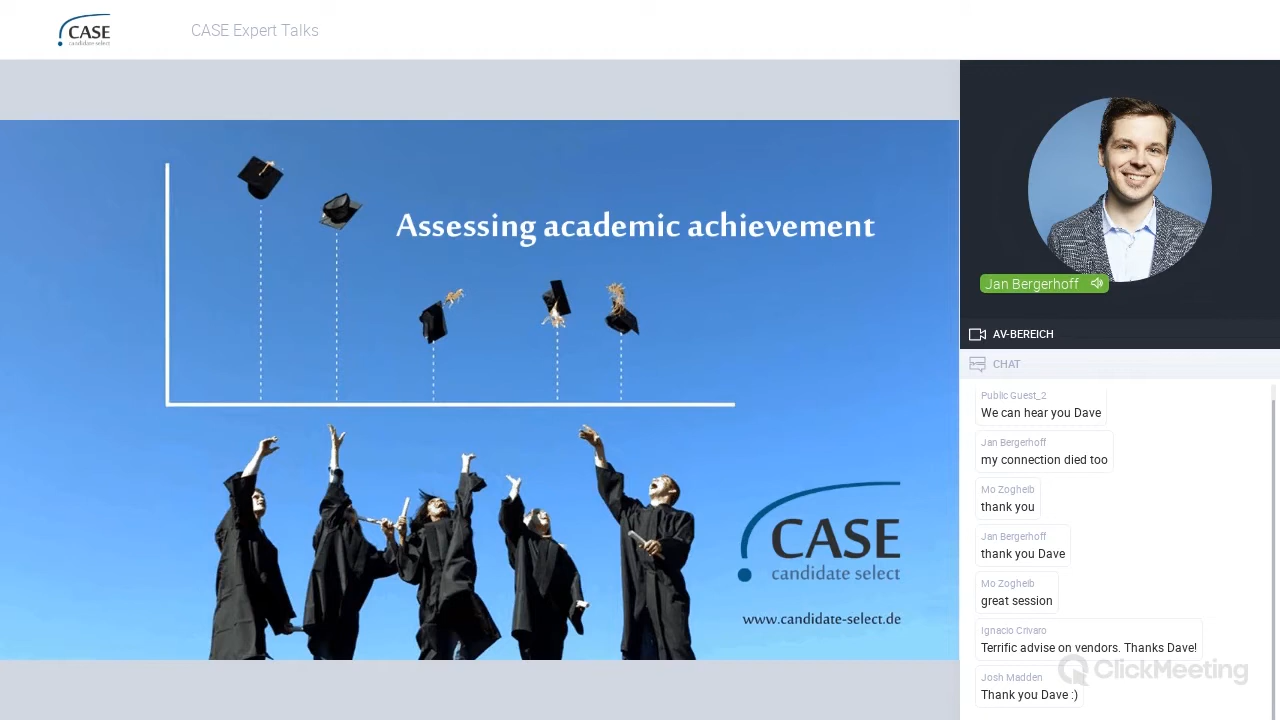 CASE
candidate select
CASE Expert Talks
Assessing academic achievement
CASE
candidate select
www.candidate-select.de
Jan Bergerhoff
AV-BEREICH
CHAT
Public Guest_2
We can hear you Dave
Jan Bergerhoff
my connection died too
Mo Zogheib
thank you
Jan Bergerhoff
thank you Dave
Mo Zogheib
great session
Ignacio Crivaro
Terrific advise on vendors. Thanks Dave!
ClickMeeting
Josh Madden
Thank you Dave :)